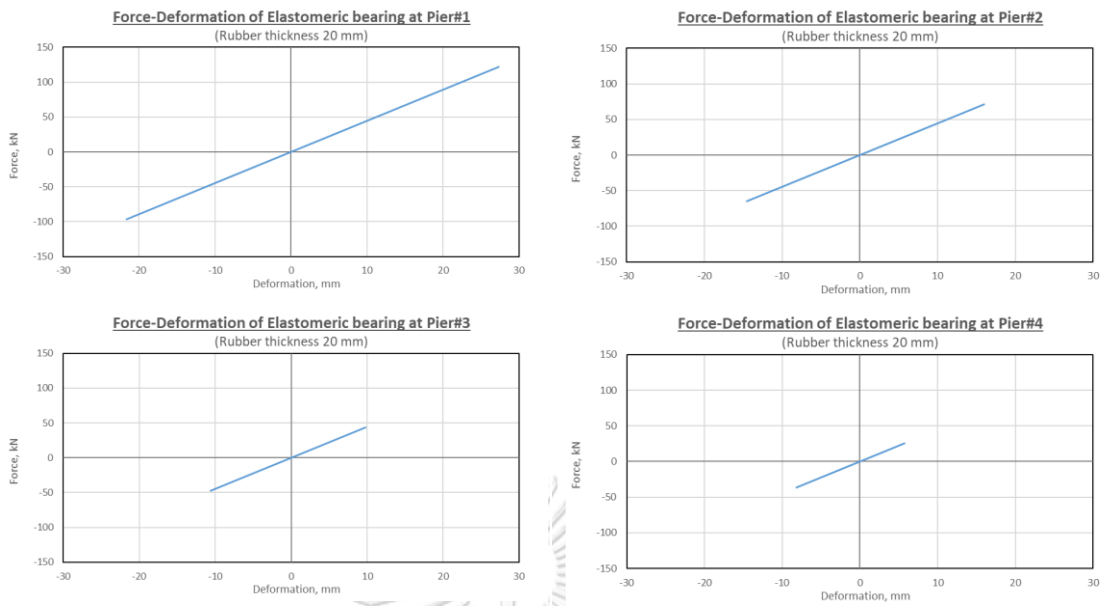 Force-Deformation of Elastomeric bearing at Pier#1
(Rubber thickness 20 mm)
150
100
50
0
-50
-100
-150
Force, kN
-30 -20 -10 0 10 20 30
Deformation, mm
Force-Deformation of Elastomeric bearing at Pier#2
(Rubber thickness 20 mm)
150
100
50
0
-50
-100
-150
Force, kN
-30 -20 -10 0 10 20 30
Deformation, mm
Force-Deformation of Elastomeric bearing at Pier#3
(Rubber thickness 20 mm)
150
100
50
0
-50
-100
-150
Force, kN
-30 -20 -10 0 10 20 30
Deformation, mm
Force-Deformation of Elastomeric bearing at Pier#4
(Rubber thickness 20 mm)
150
100
50
0
-50
-100
-150
Force, kN
-30 -20 -10 0 10 20 30
Deformation, mm